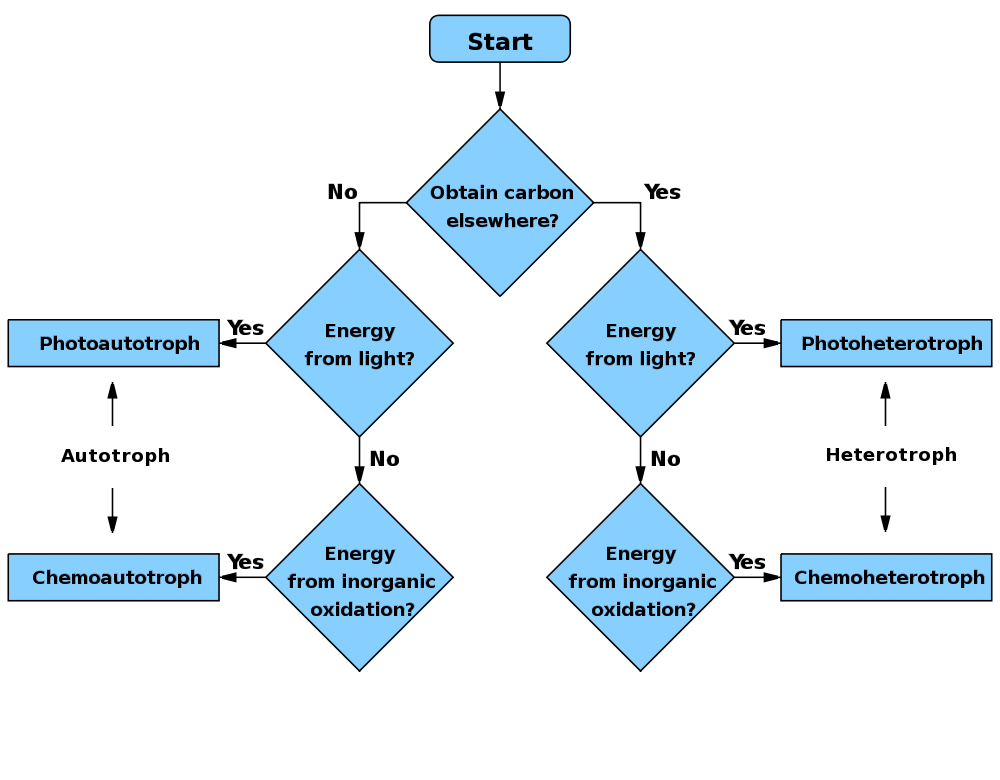 Start
Obtain carbon
elsewhere?
No
Yes
Energy
from light?
Energy
from light?
Yes
Photoautotroph
Yes
Photoheterotroph
Autotroph
Heterotroph
No
No
Energy
from inorganic
oxidation?
Energy
from inorganic
oxidation?
Yes
Chemoautotroph
Yes
Chemoheterotroph